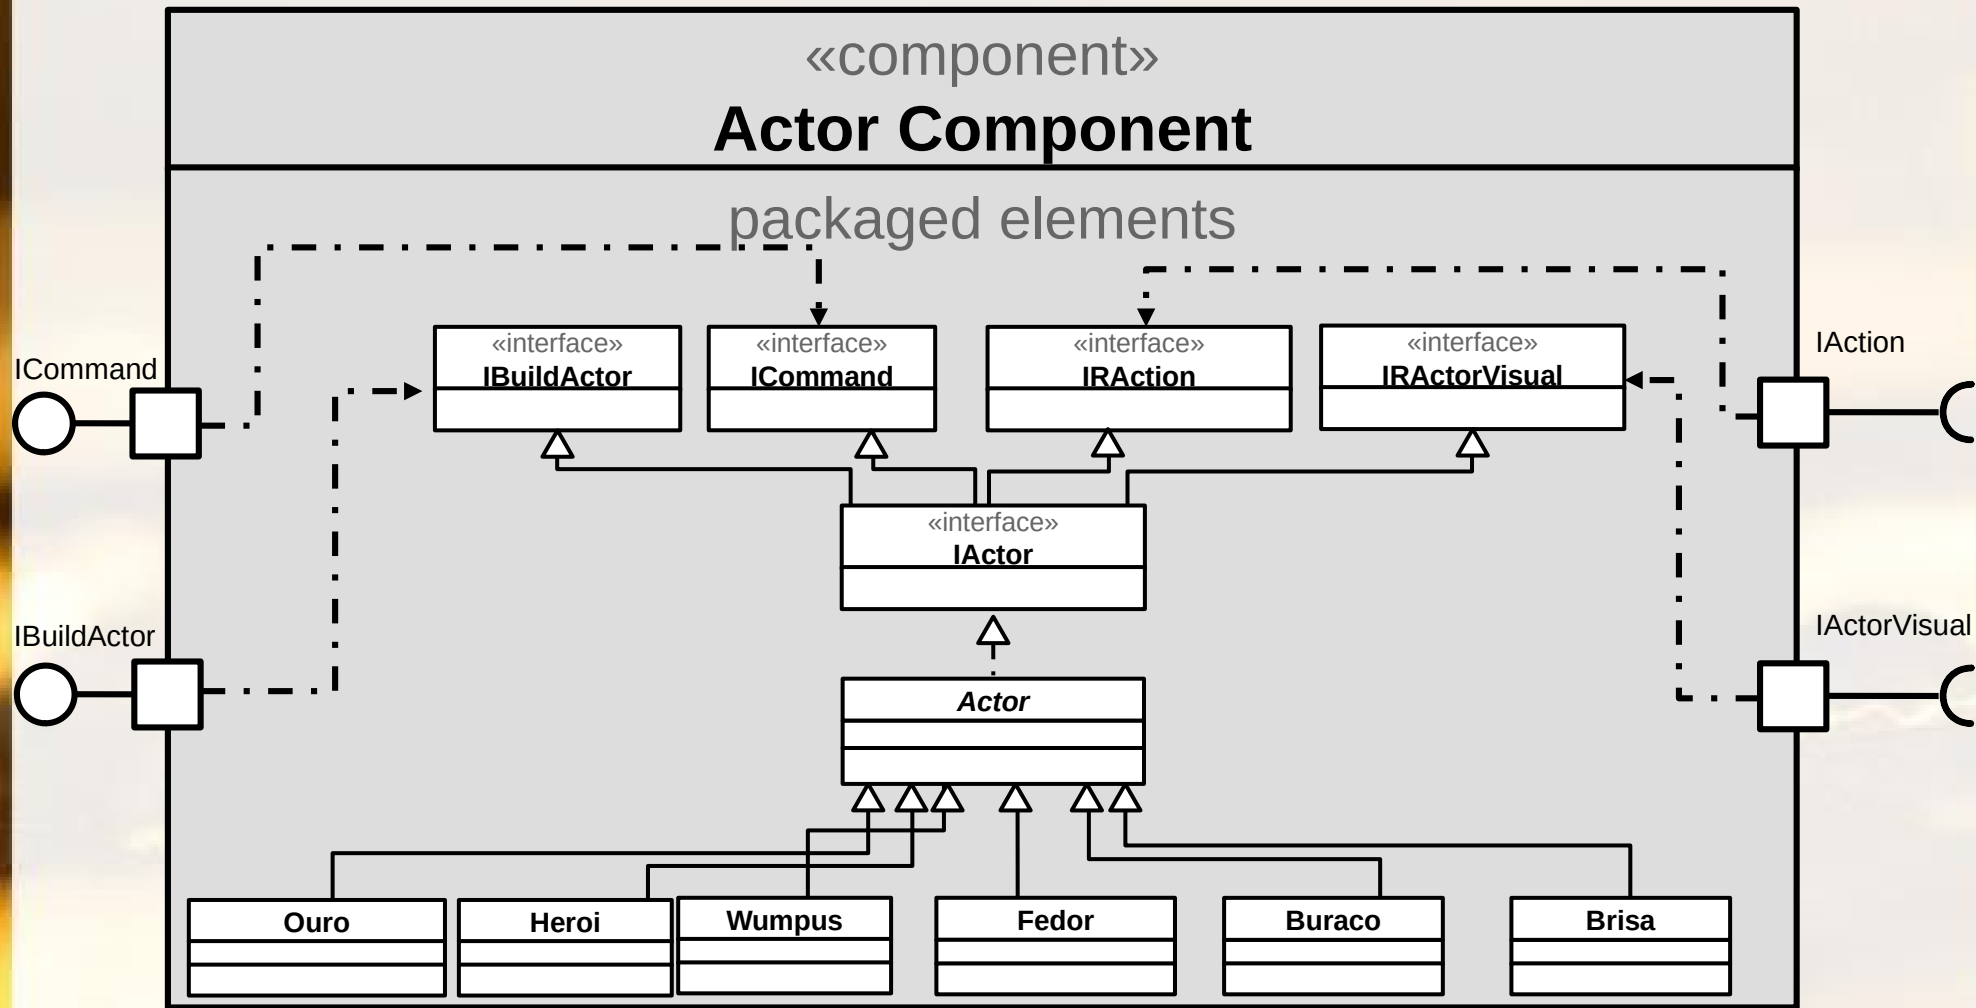 «component»
Actor Component
packaged elements
«interface»
IBuildActor
«interface»
ICommand
«interface»
IRAction
«interface»
IRActorVisual
ICommand
IAction
«interface»
IActor
IBuildActor
IActorVisual
Actor
Ouro
Heroi
Wumpus
Fedor
Buraco
Brisa